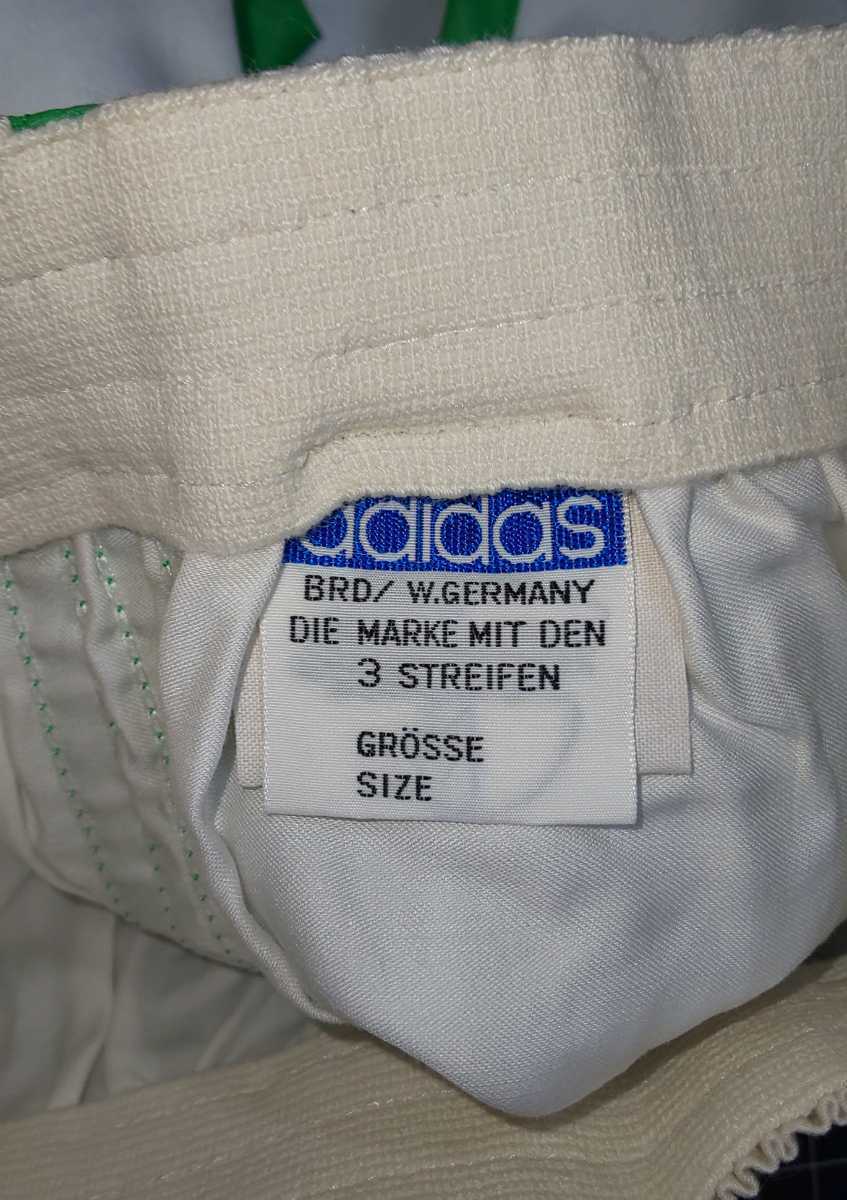 adidas
BRD/ W.GERMANY
DIE MARKE MIT DEN
3 STREIFEN
GRÖSSE
SIZE